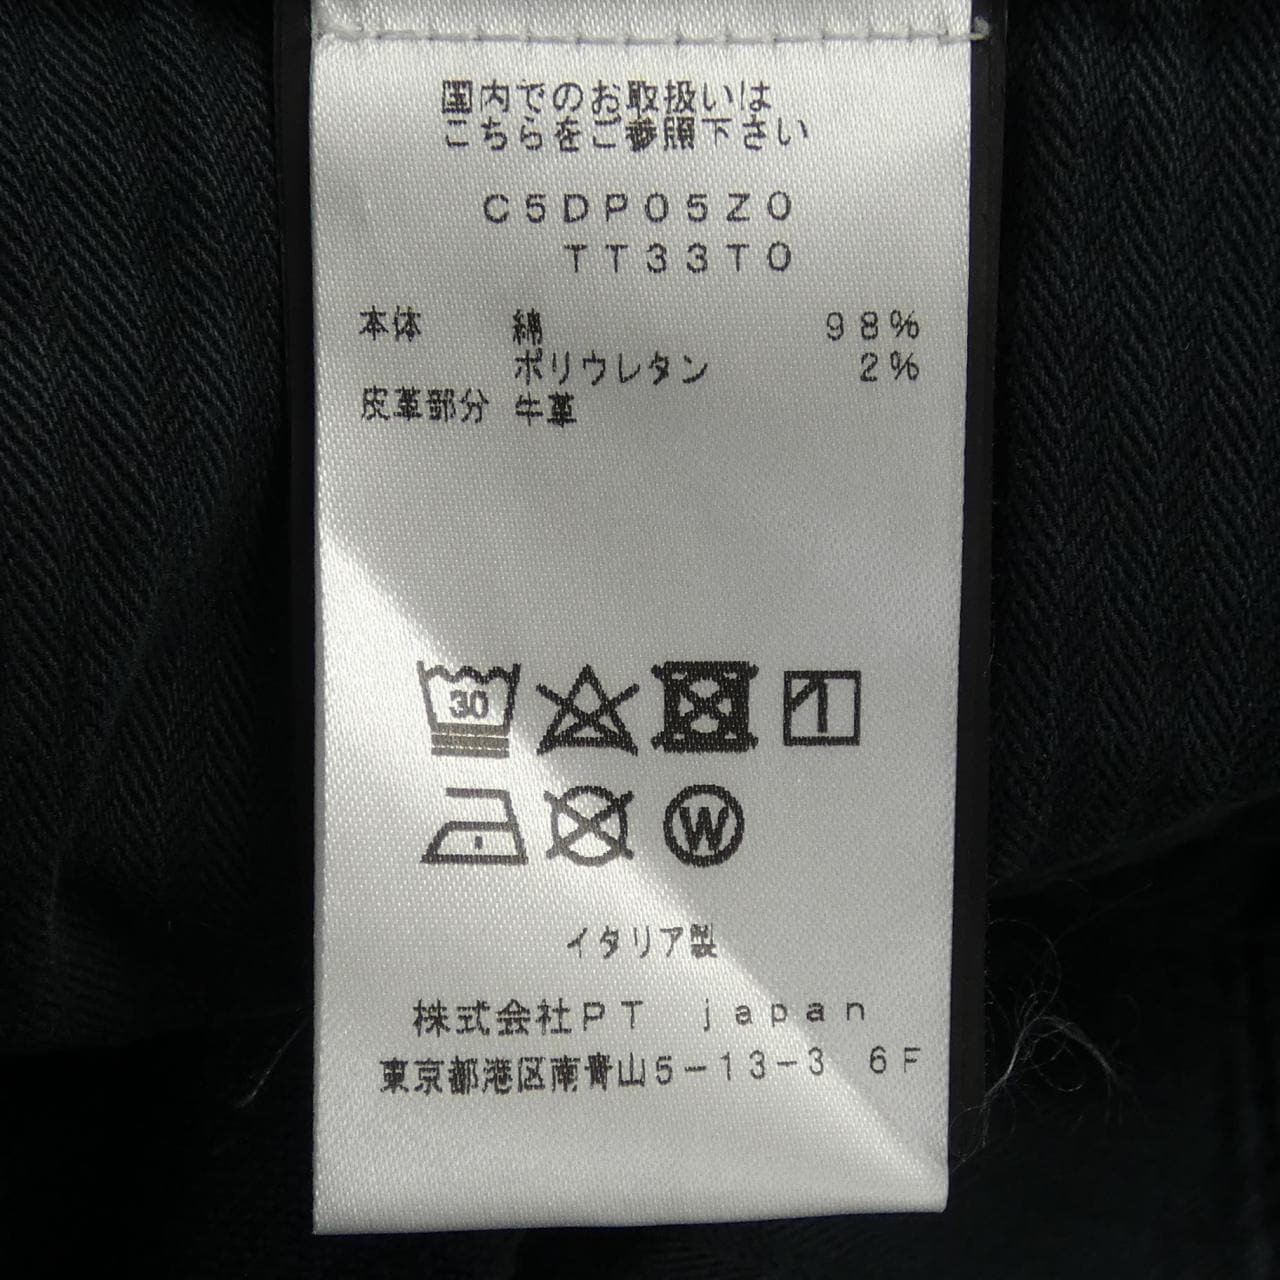 国内でのお取扱いは
こちらをご参照下さい
C5DP05Z0
TT33T0
本体 綿 98%
ポリウレタン 2%
皮革部分 牛革
30
W
イタリア製
株式会社PT japan
東京都港区南青山5-13-3 6F